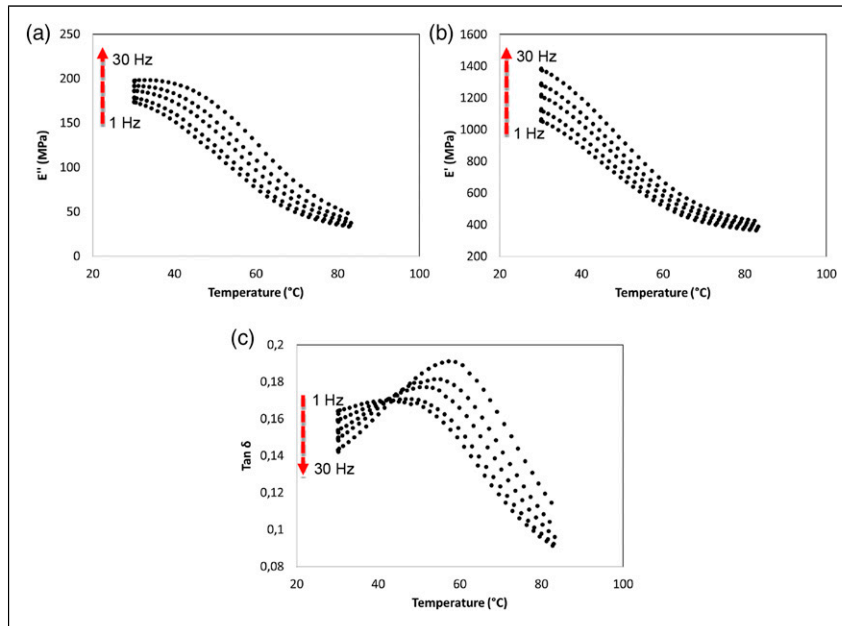 (a)
250
200
150
100
50
0
E'' (MPa)
30 Hz
1 Hz
20 40 60 80 100
Temperature (°C)
(b)
1600
1400
1200
1000
800
600
400
200
E' (MPa)
30 Hz
1 Hz
20 40 60 80 100
Temperature (°C)
(c)
0,2
0,18
0,16
0,14
0,12
0,1
0,08
Tan δ
1 Hz
30 Hz
20 40 60 80 100
Temperature (°C)